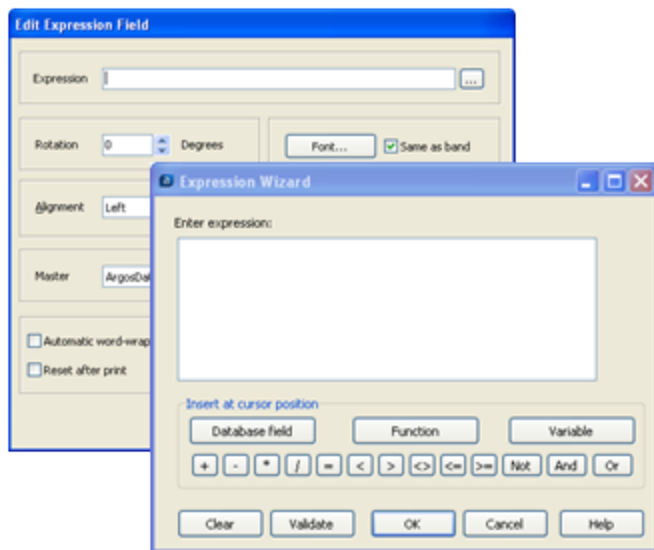 Edit Expression Field
Expression
...
Rotation 0 Degrees Font... Same as band
Expression Wizard
Alignment Left
Enter expression:
Master
Automatic word-wrap
Reset after print
Insert at cursor position
Database field Function Variable
+ - * / = < > <> <= >= Not And Or
Clear Validate OK Cancel Help